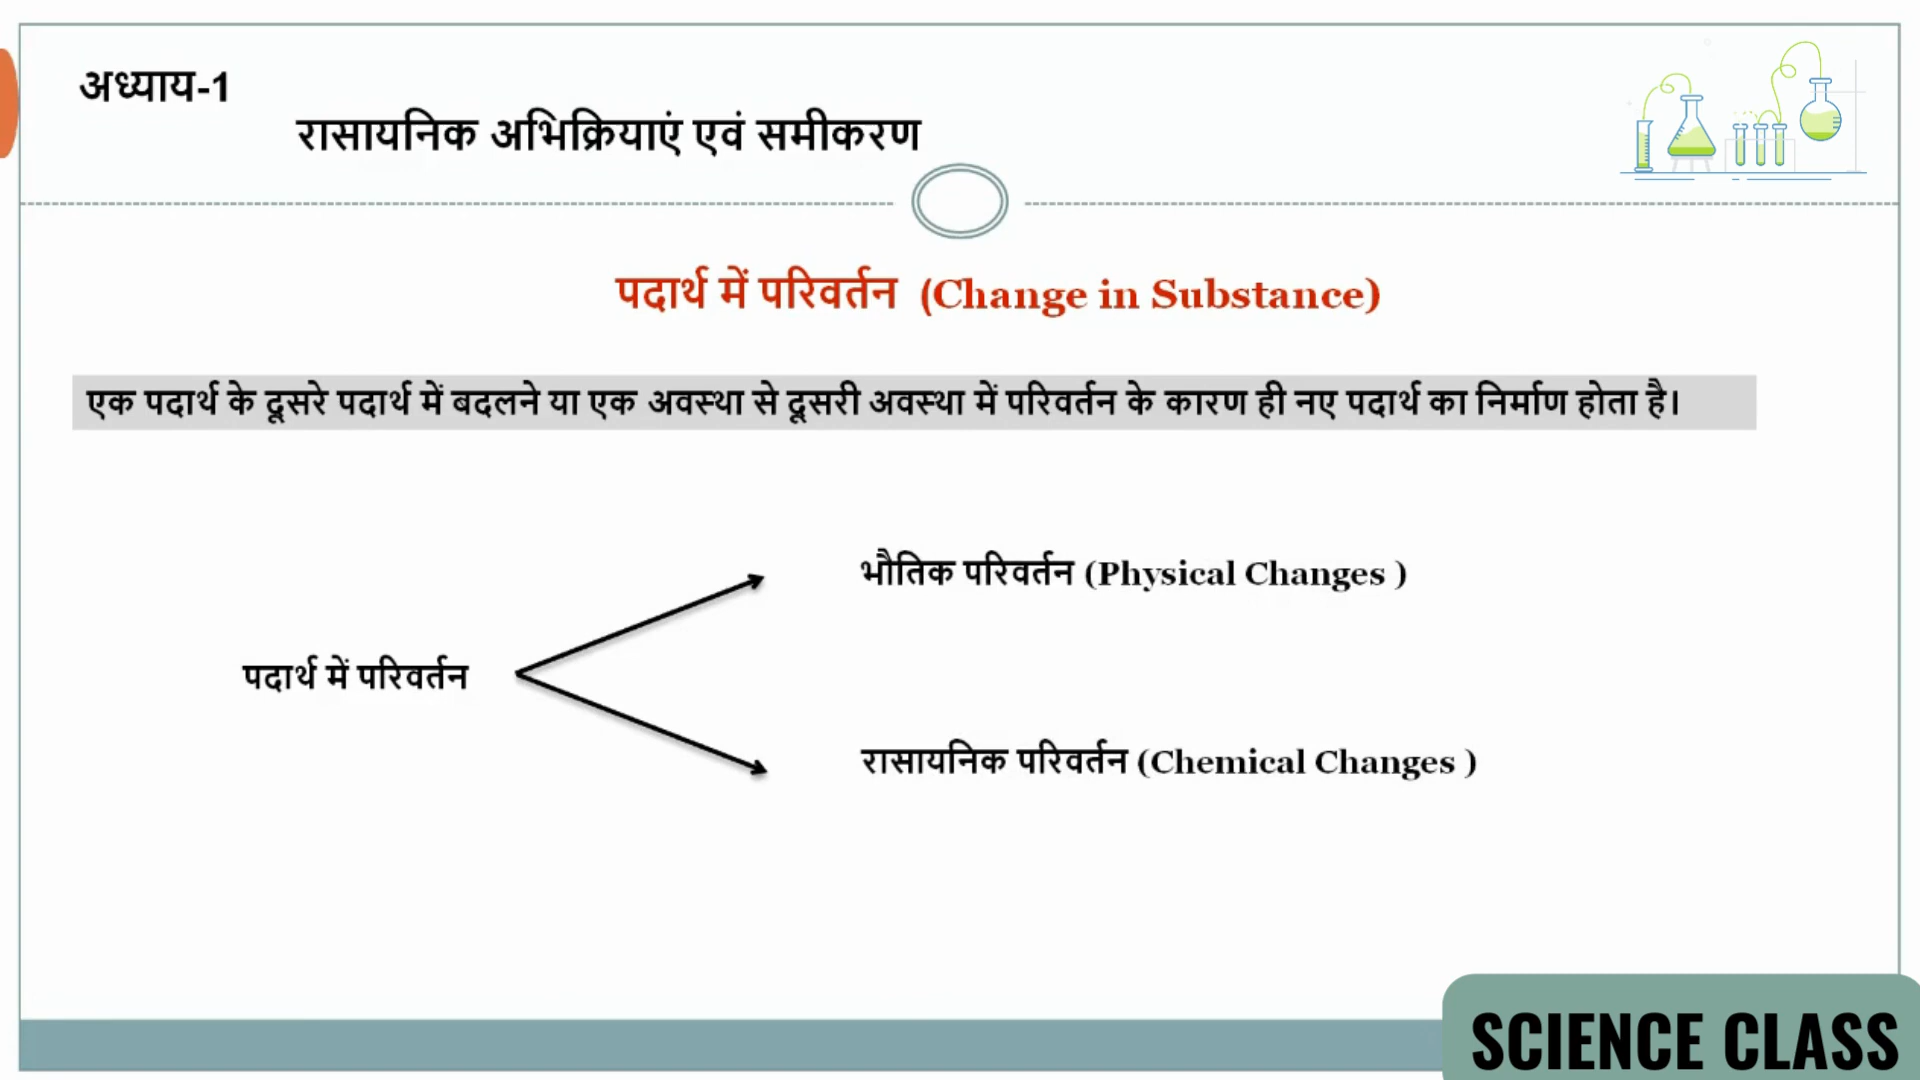 अध्याय-1
रासायनिक अभिक्रियाएं एवं समीकरण
पदार्थ में परिवर्तन (Change in Substance)
एक पदार्थ के दूसरे पदार्थ में बदलने या एक अवस्था से दूसरी अवस्था में परिवर्तन के कारण ही नए पदार्थ का निर्माण होता है।
भौतिक परिवर्तन (Physical Changes )
पदार्थ में परिवर्तन
रासायनिक परिवर्तन (Chemical Changes )
SCIENCE CLASS